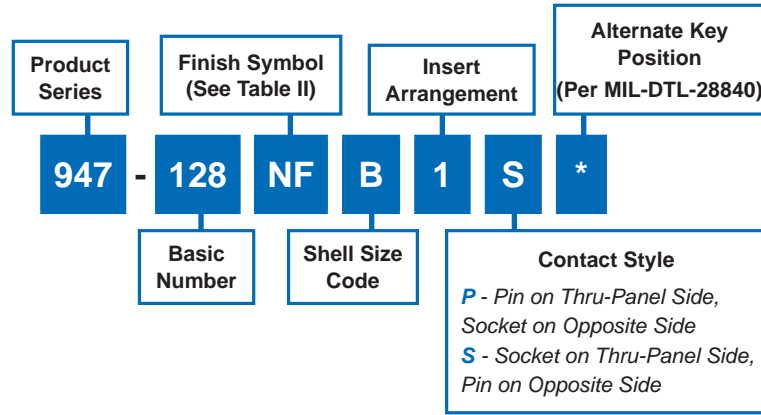 Product
Series
Finish Symbol
(See Table II)
Insert
Arrangement
Alternate Key
Position
(Per MIL-DTL-28840)
947 - 128 NF B 1 S *
Basic
Number
Shell Size
Code
Contact Style
P - Pin on Thru-Panel Side,
Socket on Opposite Side
S - Socket on Thru-Panel Side,
Pin on Opposite Side